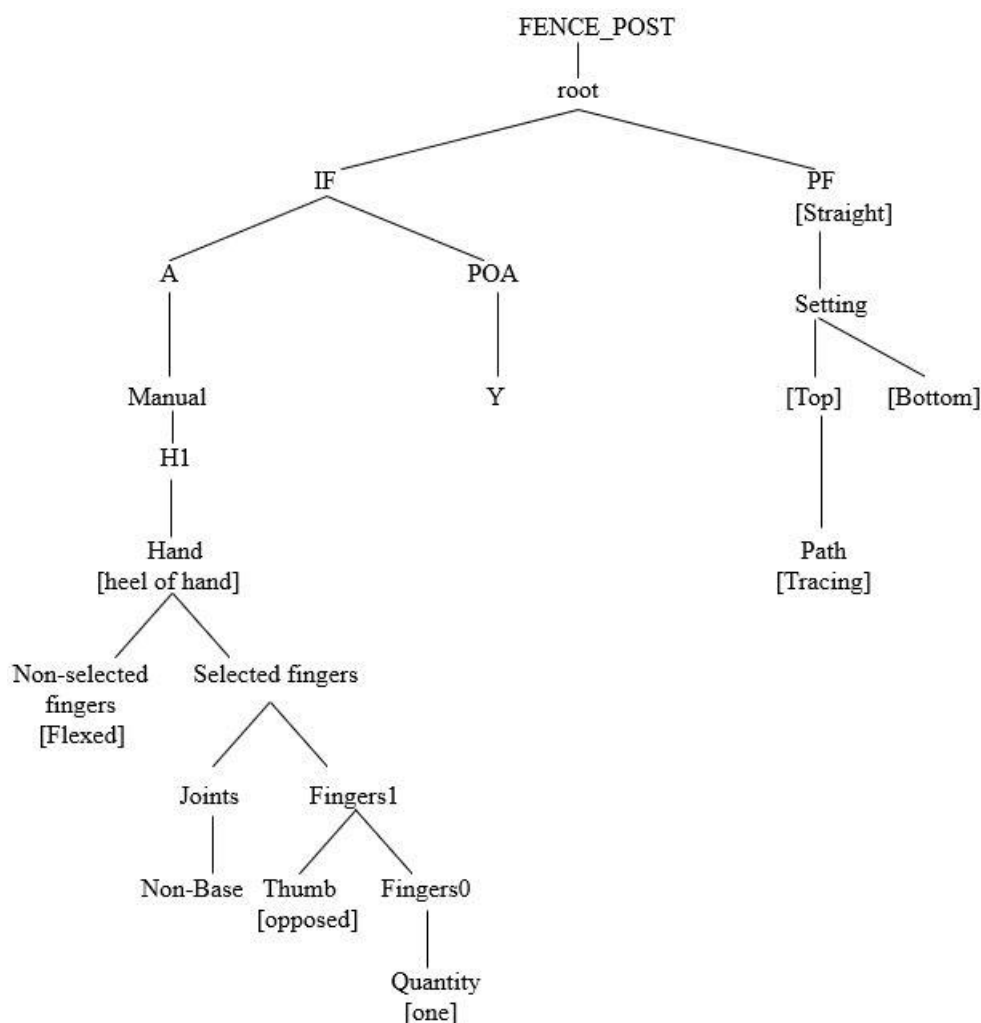 FENCE_POST
root
IF PF
[Straight]
A POA
Setting
Manual Y [Top] [Bottom]
H1
Hand Path
[heel of hand] [Tracing]
Non-selected Selected fingers
fingers
[Flexed]
Joints Fingers1
Non-Base Thumb Fingers0
[opposed]
Quantity
[one]